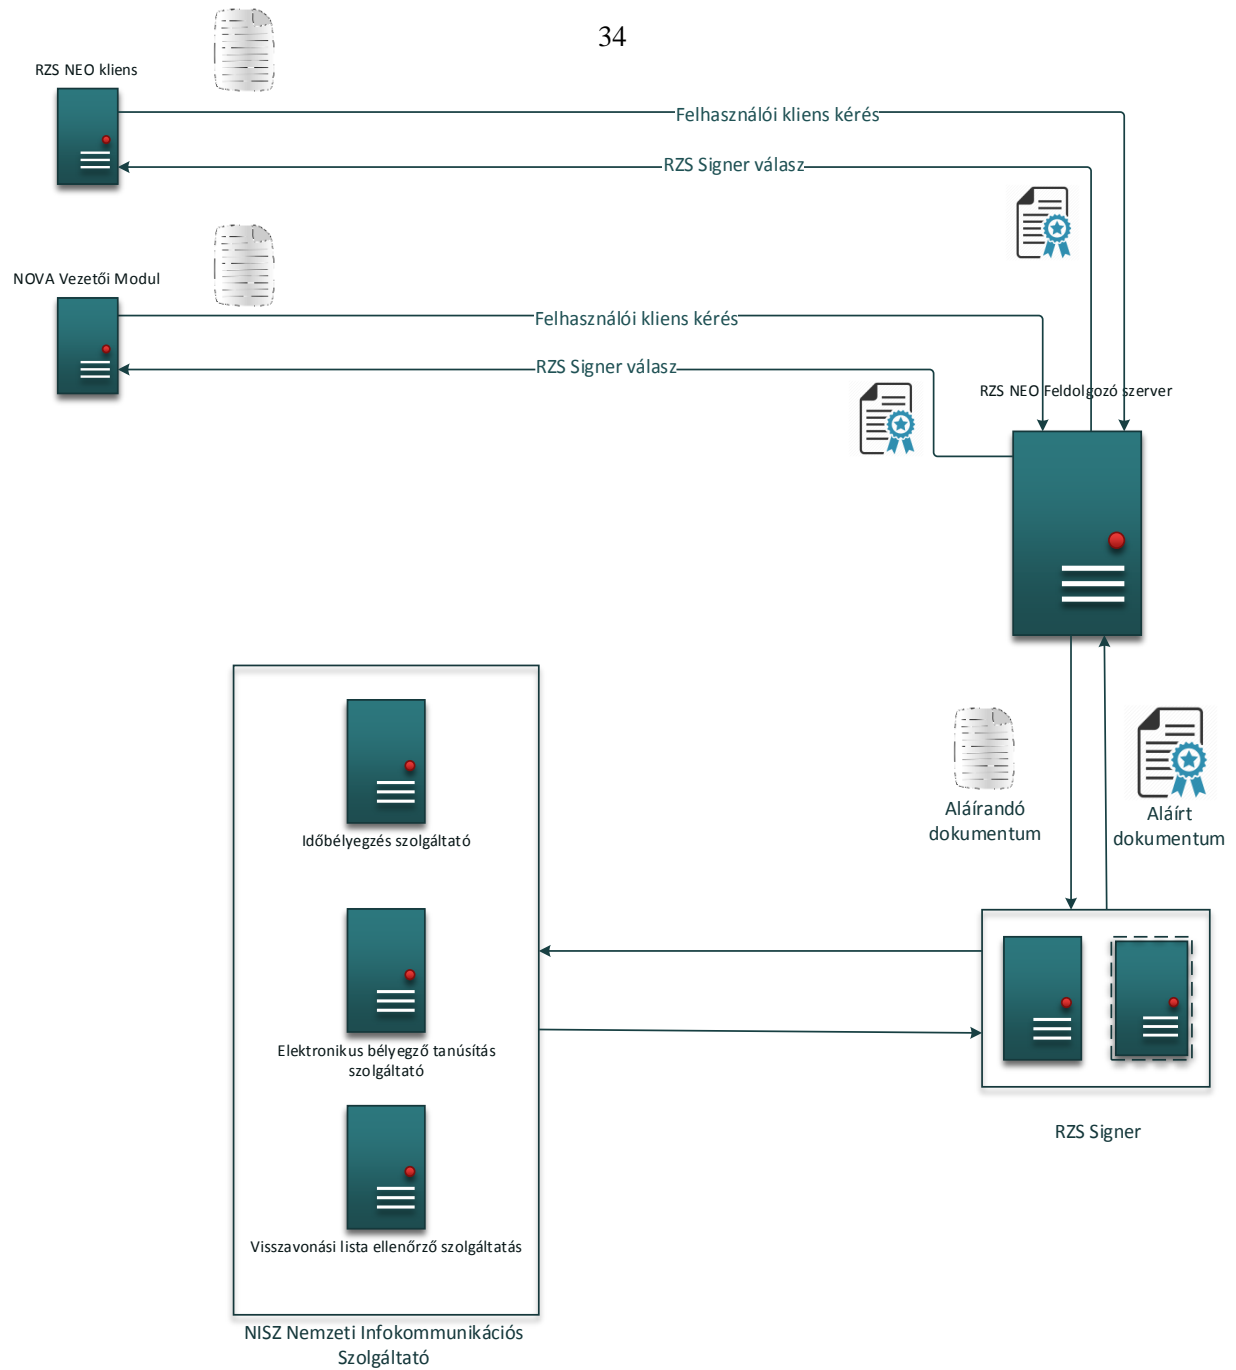 34
RZS NEO kliens
Felhasználói kliens kérés
RZS Signer válasz
NOVA Vezetői Modul
Felhasználói kliens kérés
RZS Signer válasz
RZS NEO Feldolgozó szerver
Időbélyegzés szolgáltató
Aláírandó
dokumentum
Aláírt
dokumentum
Elektronikus bélyegző tanúsítás
szolgáltató
RZS Signer
Visszavonási lista ellenőrző szolgáltatás
NISZ Nemzeti Infokommunikációs
Szolgáltató